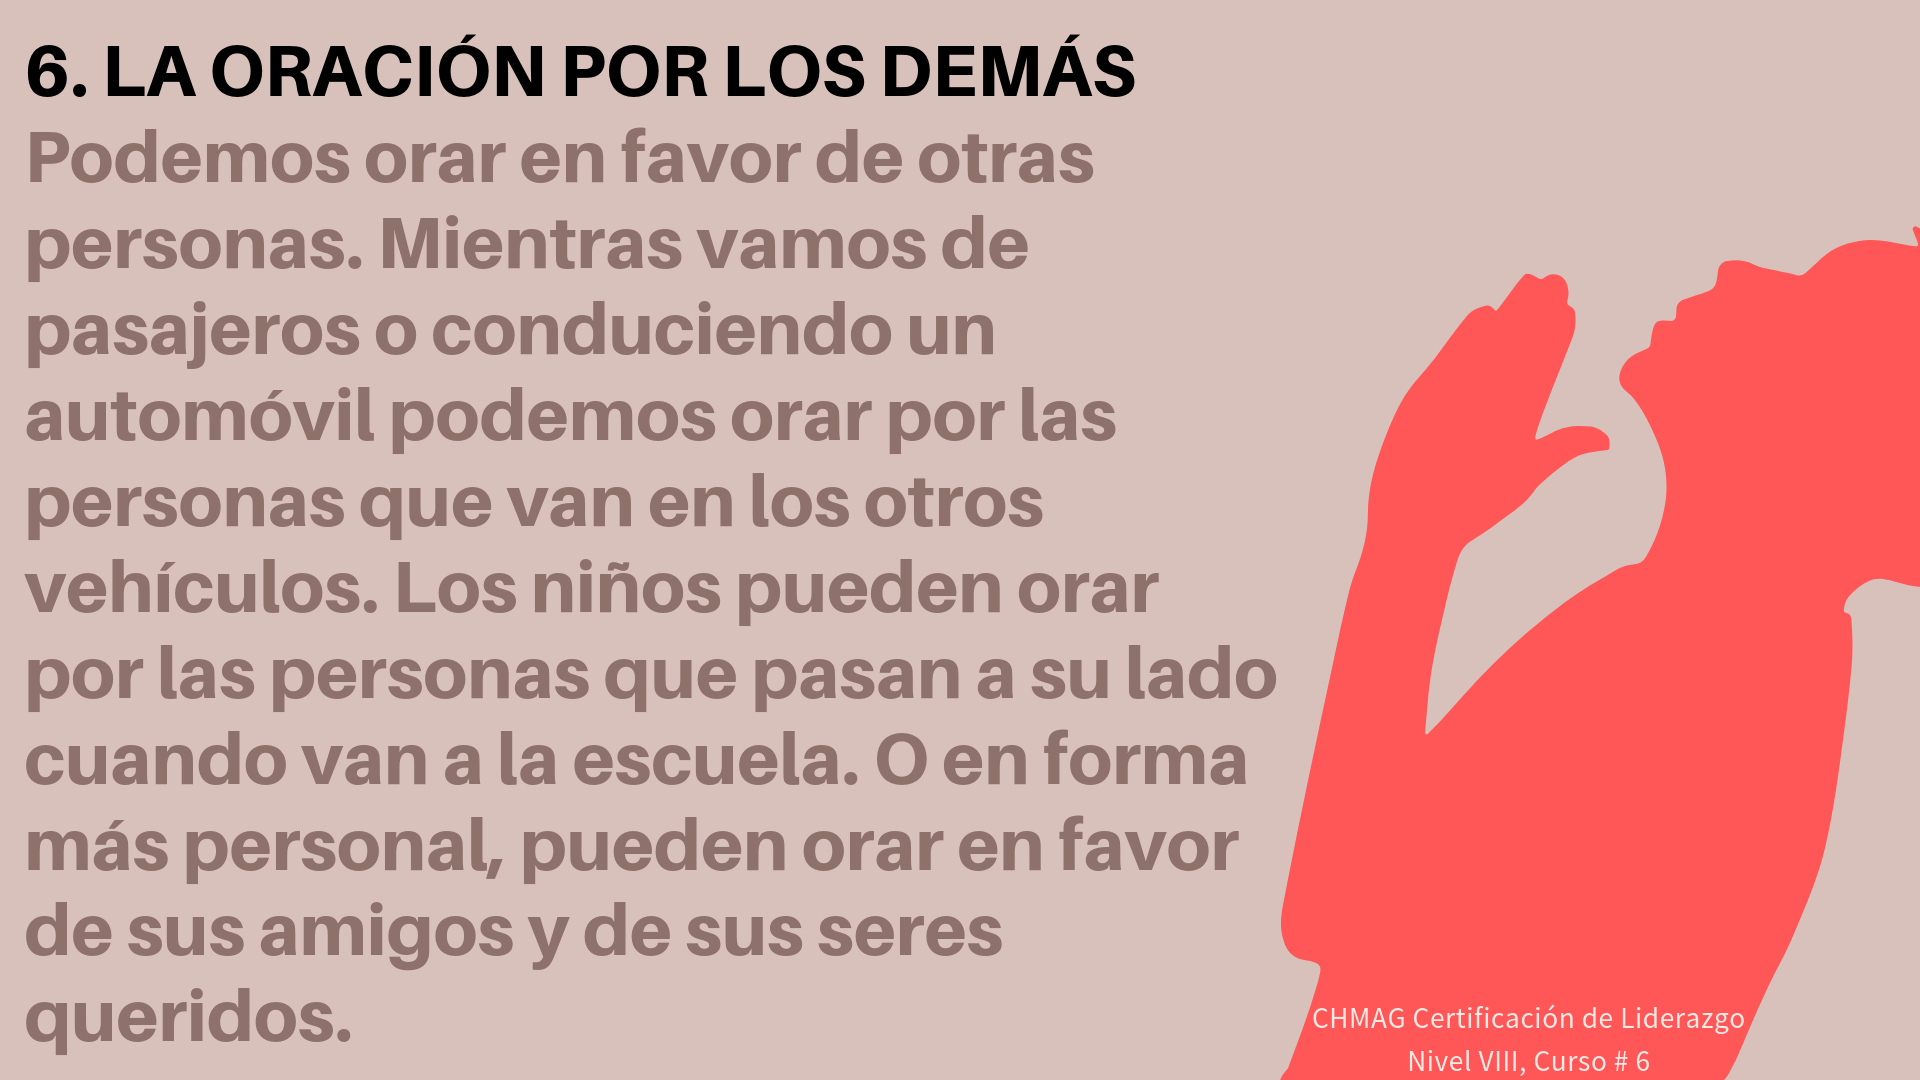 6. LA ORACIÓN POR LOS DEMÁS
Podemos orar en favor de otras
personas. Mientras vamos de
pasajeros o conduciendo un
automóvil podemos orar por las
personas que van en los otros
vehículos. Los niños pueden orar
por las personas que pasan a su lado
cuando van a la escuela. O en forma
más personal, pueden orar en favor
de sus amigos y de sus seres
queridos.
CHMAG Certificación de Liderazgo
Nivel VIII, Curso # 6